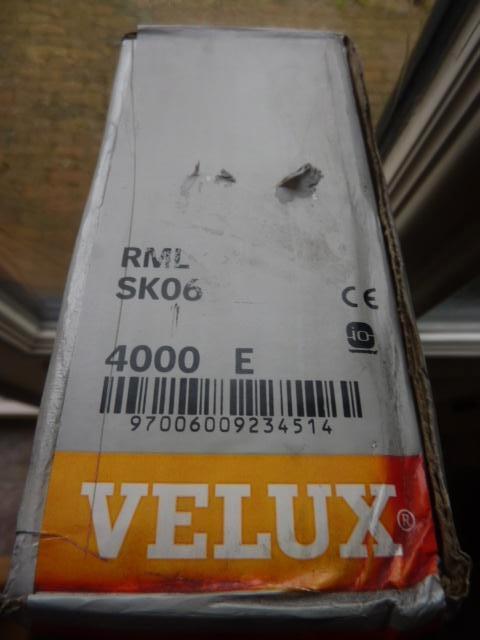 RML
SK06
CE
io
4000 E
97006009234514
VELUX®